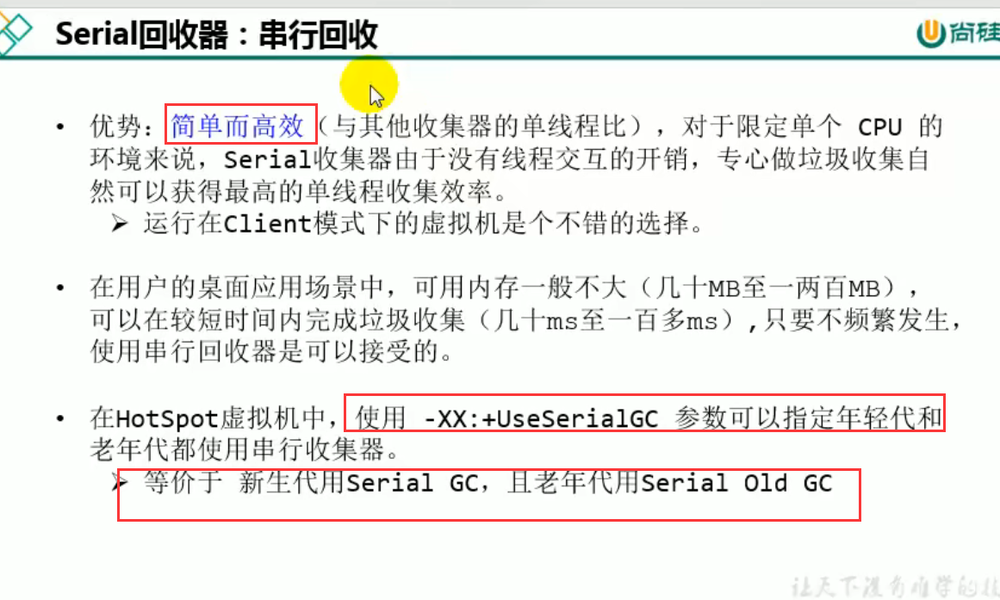 Serial回收器：串行回收
尚硅
• 优势：简单而高效（与其他收集器的单线程比），对于限定单个 CPU 的
环境来说，Serial收集器由于没有线程交互的开销，专心做垃圾收集自
然可以获得最高的单线程收集效率。
➢ 运行在Client模式下的虚拟机是个不错的选择。
• 在用户的桌面应用场景中，可用内存一般不大（几十MB至一两百MB），
可以在较短时间内完成垃圾收集（几十ms至一百多ms）,只要不频繁发生，
使用串行回收器是可以接受的。
• 在HotSpot虚拟机中，使用 -XX:+UseSerialGC 参数可以指定年轻代和
老年代都使用串行收集器。
➢ 等价于 新生代用Serial GC，且老年代用Serial Old GC
让天下没有难学的技